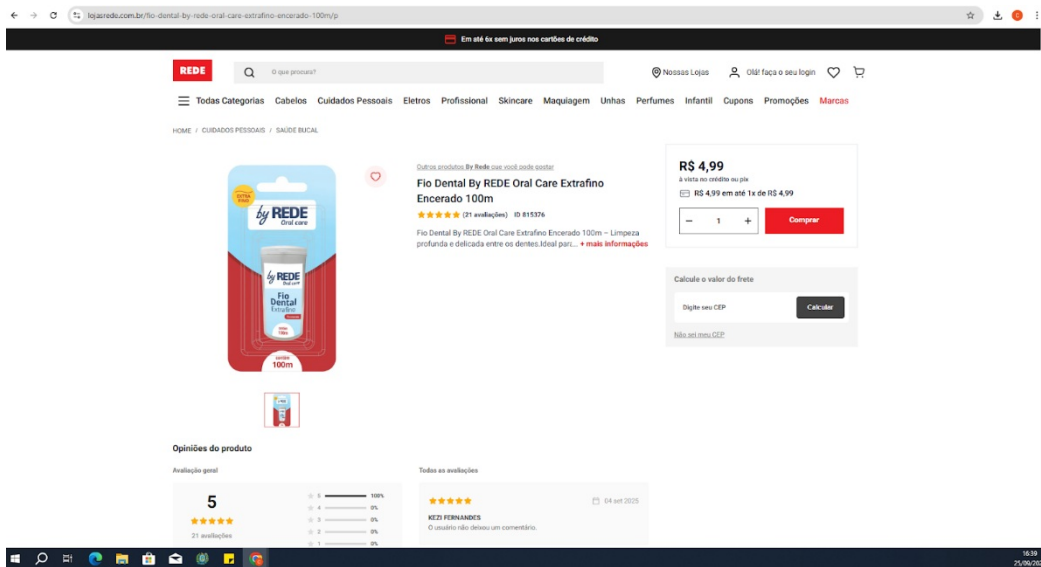 lojasrede.com.br/fio-dental-by-rede-oral-care-extrafino-encerado-100m/p
Em até 6x sem juros nos cartões de crédito
REDE
O que procura?
Nossas Lojas
Olá! faça o seu login
Todas Categorias Cabelos Cuidados Pessoais Eletros Profissional Skincare Maquiagem Unhas Perfumes Infantil Cupons Promoções Marcas
HOME / CUIDADOS PESSOAIS / SAÚDE BUCAL
EXTRA
FINO
by REDE
Oral care
by REDE
Oral care
Fio
Dental
Extrafino
100m
contém
100m
Outros produtos By Rede que você pode gostar
Fio Dental By REDE Oral Care Extrafino
Encerado 100m
(21 avaliações) ID 815376
Fio Dental By REDE Oral Care Extrafino Encerado 100m – Limpeza
profunda e delicada entre os dentes.Ideal para... + mais informações
R$ 4,99
à vista no crédito ou pix
R$ 4,99 em até 1x de R$ 4,99
− 1 +
Comprar
Calcule o valor do frete
Digite seu CEP
Calcular
Não sei meu CEP
Opiniões do produto
Avaliação geral
5
21 avaliações
5 100%
4 0%
3 0%
2 0%
1 0%
Todas as avaliações
04 set 2025
KEZI FERNANDES
O usuário não deixou um comentário.
16:39
25/09/202